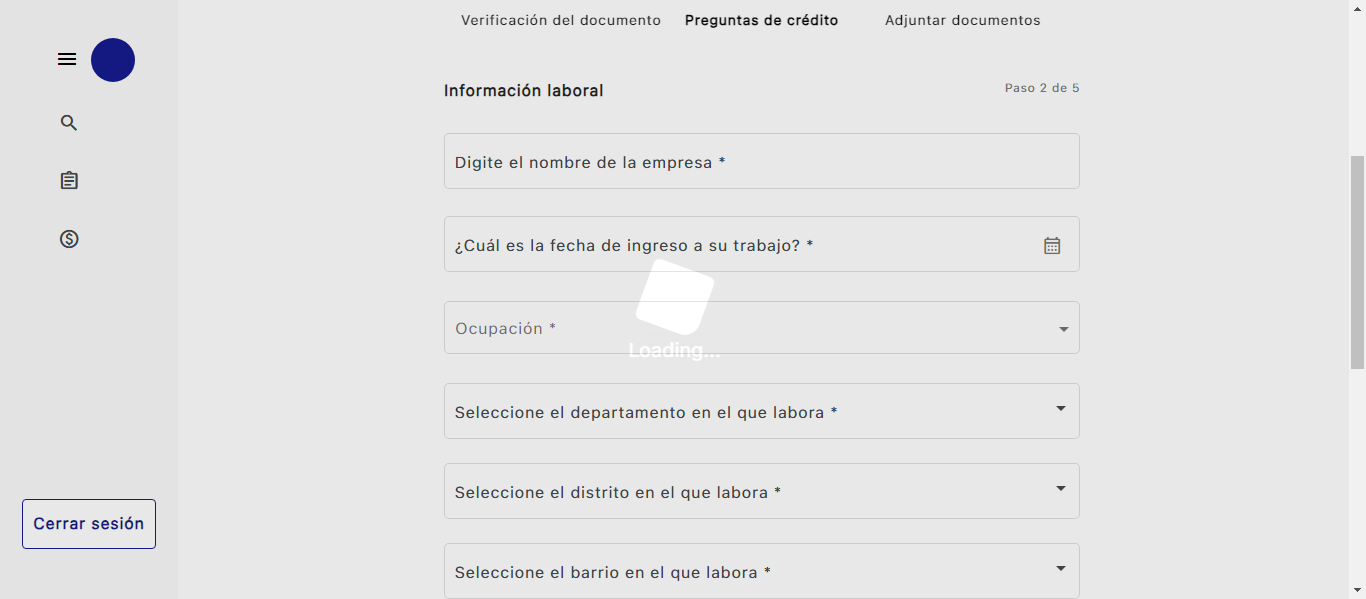 Verificación del documento Preguntas de crédito Adjuntar documentos
Información laboral Paso 2 de 5
Digite el nombre de la empresa *
¿Cuál es la fecha de ingreso a su trabajo? *
Ocupación *
Loading...
Seleccione el departamento en el que labora *
Seleccione el distrito en el que labora *
Cerrar sesión
Seleccione el barrio en el que labora *